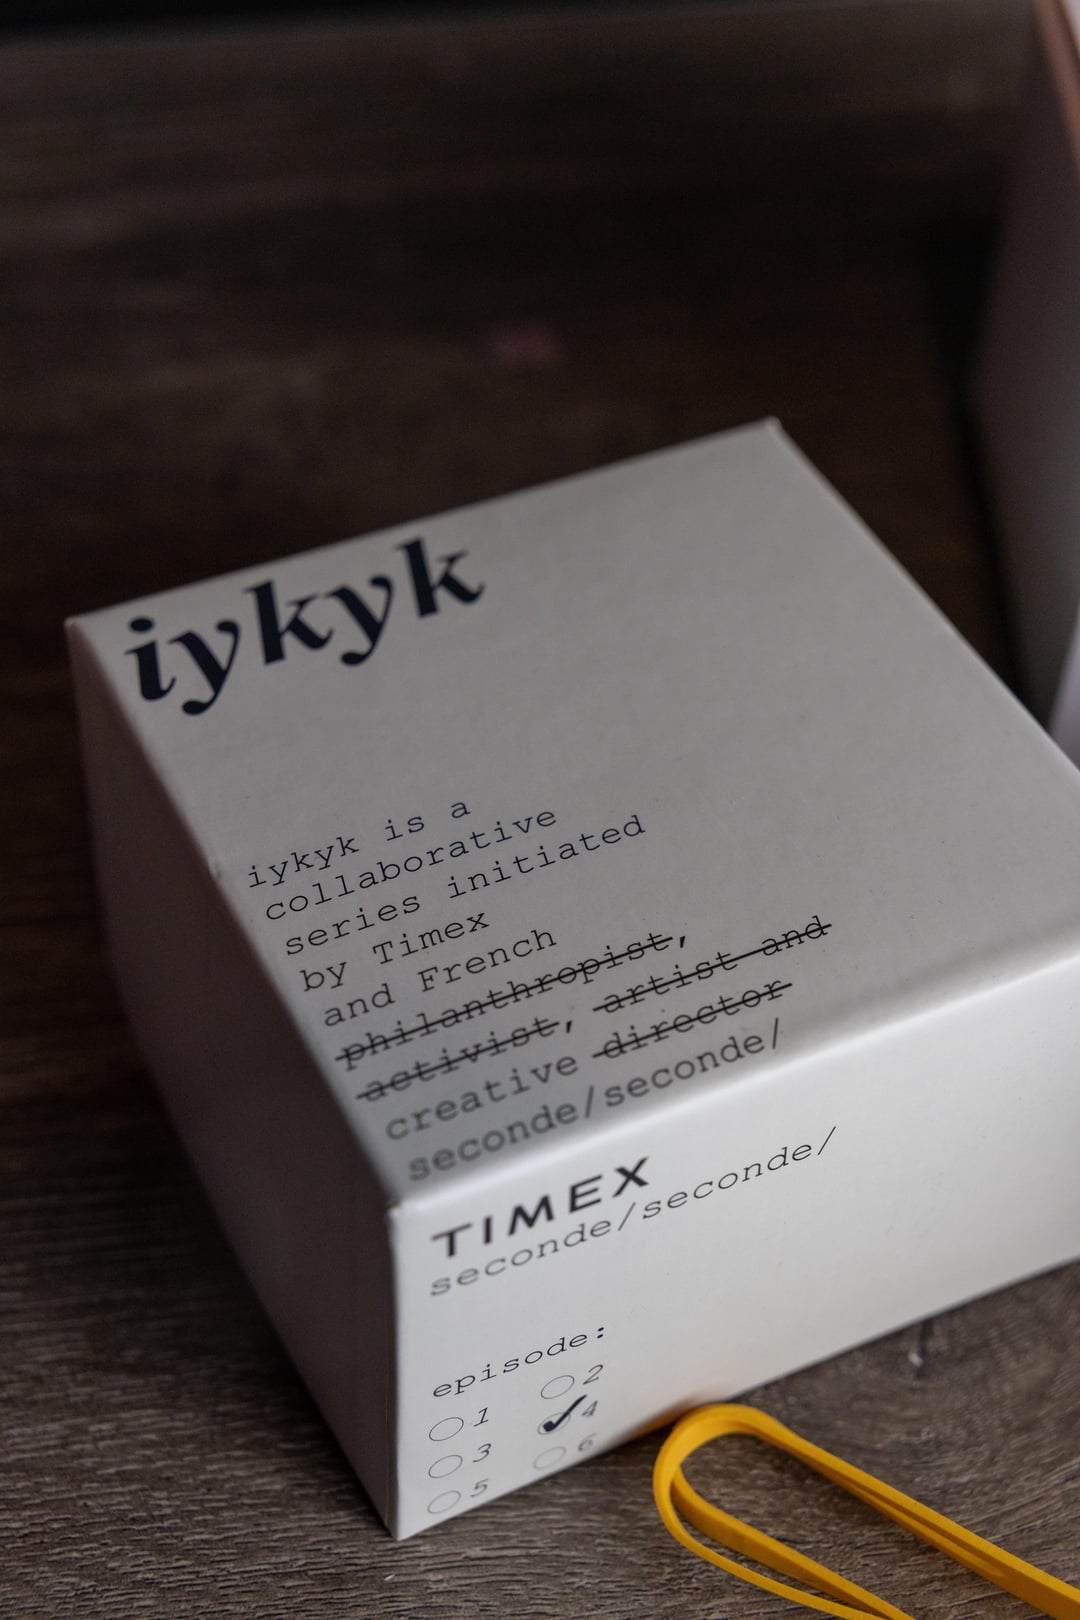 iykyk
iykyk is a
collaborative
series initiated
by Timex
and French
philanthropist,
activist, artist and
creative director
seconde/seconde/
TIMEX
seconde/seconde/
episode:
1 2
3 4
5 6